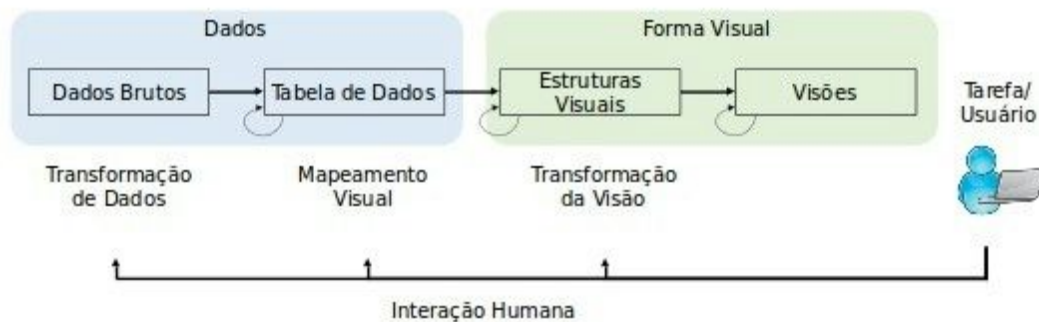 Dados
Forma Visual
Dados Brutos
Tabela de Dados
Estruturas
Visuais
Visões
Tarefa/
Usuário
Transformação
de Dados
Mapeamento
Visual
Transformação
da Visão
Interação Humana